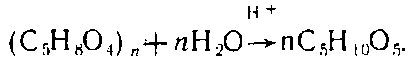 (C₅H₈O₄)ₙ + nH₂O →[H⁺] nC₅H₁₀O₅.